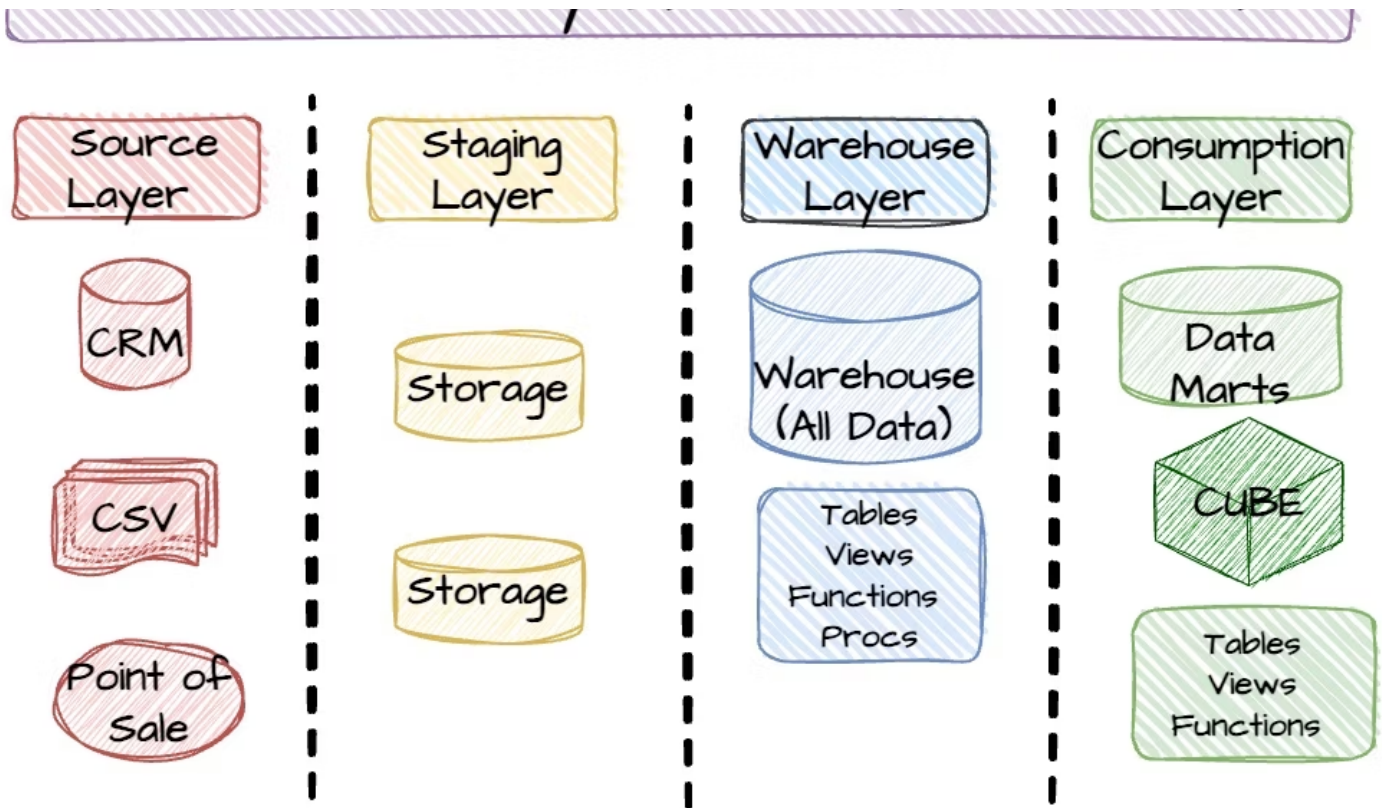 Source
Layer
CRM
CSV
Point of
Sale
Staging
Layer
Storage
Storage
Warehouse
Layer
Warehouse
(All Data)
Tables
Views
Functions
Procs
Consumption
Layer
Data
Marts
CUBE
Tables
Views
Functions